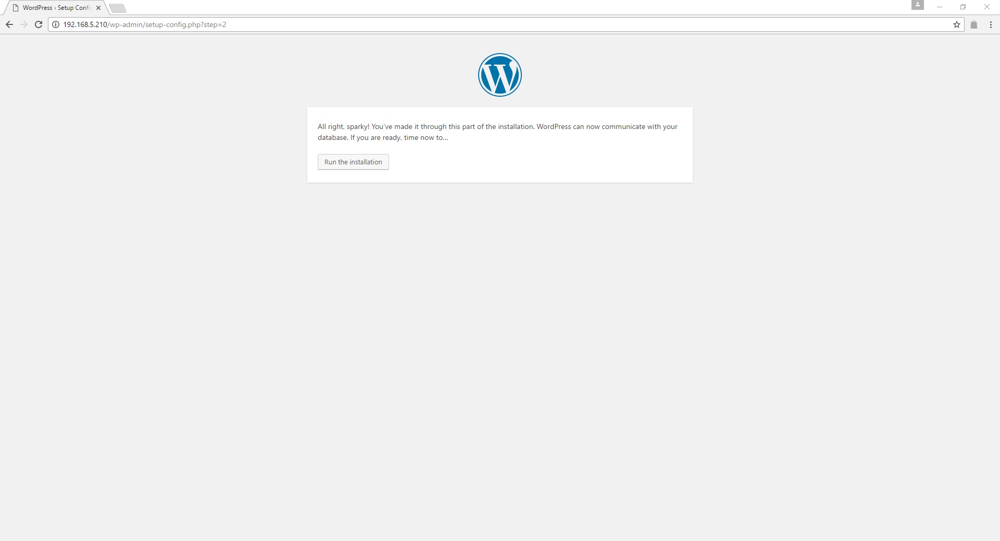 WordPress › Setup Confi
192.168.5.210/wp-admin/setup-config.php?step=2
All right, sparky! You’ve made it through this part of the installation. WordPress can now communicate with your
database. If you are ready, time now to…
Run the installation